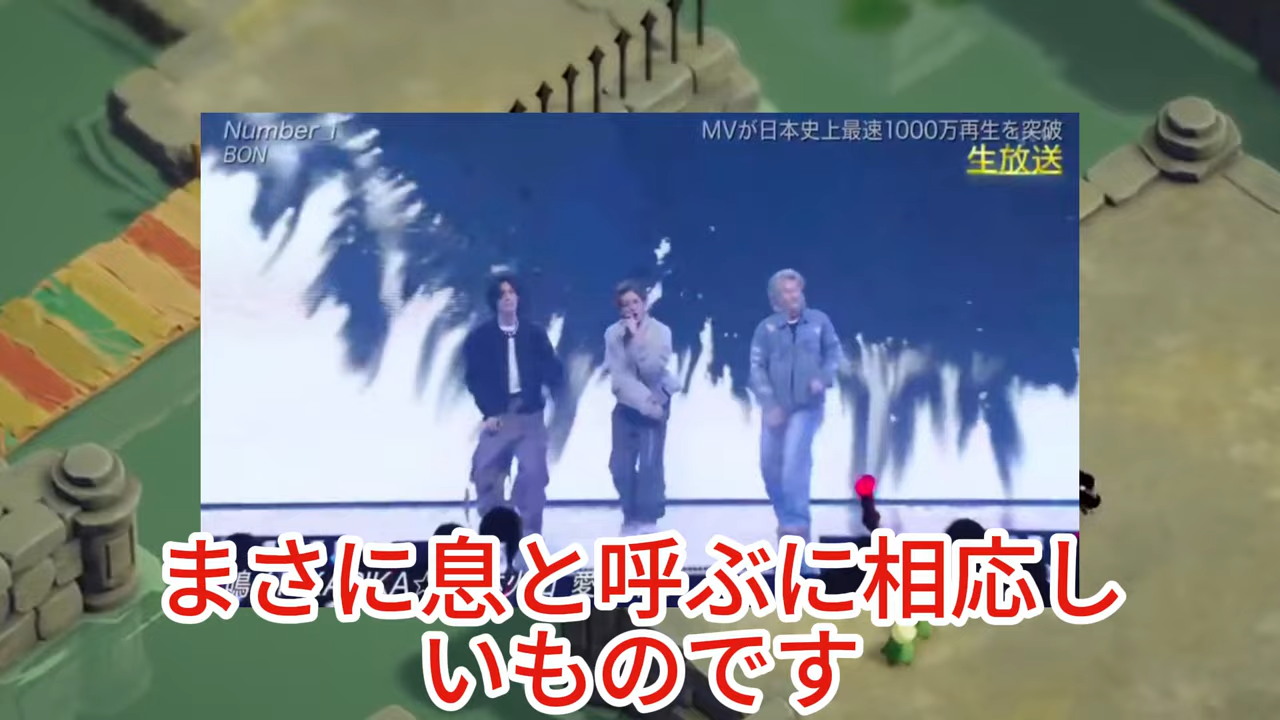 Number_i
BON
MVが日本史上最速1000万再生を突破
生放送
まさに息と呼ぶに相応し
いものです